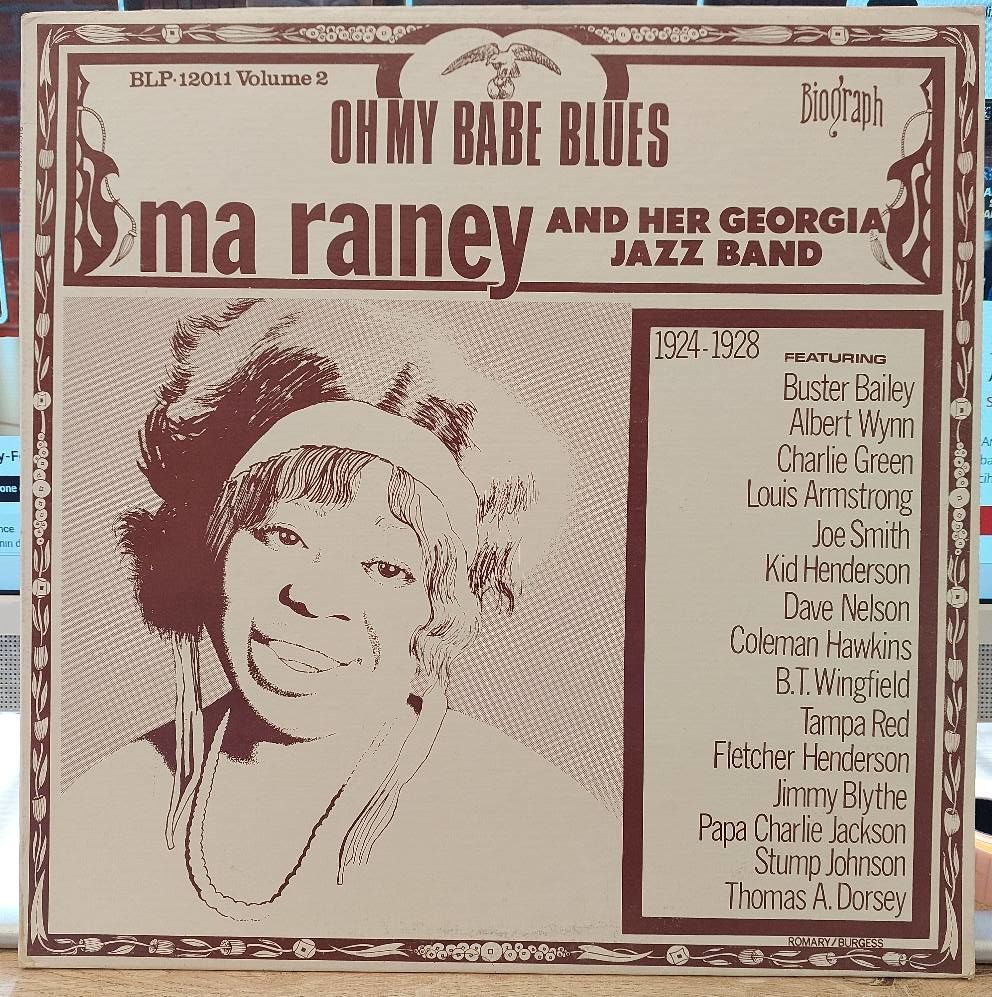 BLP·12011 Volume 2
Biograph
OH MY BABE BLUES
ma rainey
AND HER GEORGIA
JAZZ BAND
1924-1928
FEATURING
Buster Bailey
Albert Wynn
Charlie Green
Louis Armstrong
Joe Smith
Kid Henderson
Dave Nelson
Coleman Hawkins
B.T. Wingfield
Tampa Red
Fletcher Henderson
Jimmy Blythe
Papa Charlie Jackson
Stump Johnson
Thomas A. Dorsey
ROMARY/BURGESS